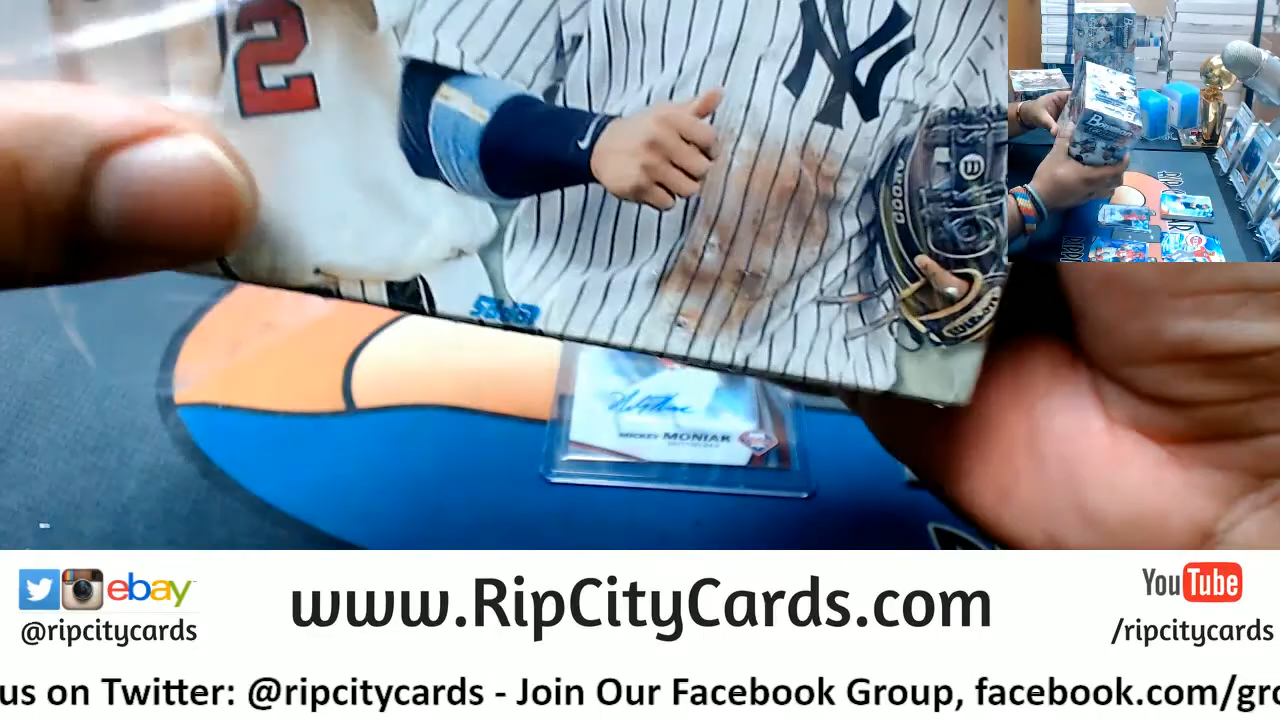 2
NY
MICKEY MONIAK
ebay
@ripcitycards
www.RipCityCards.com
YouTube
/ripcitycards
us on Twitter: @ripcitycards - Join Our Facebook Group, facebook.com/gro